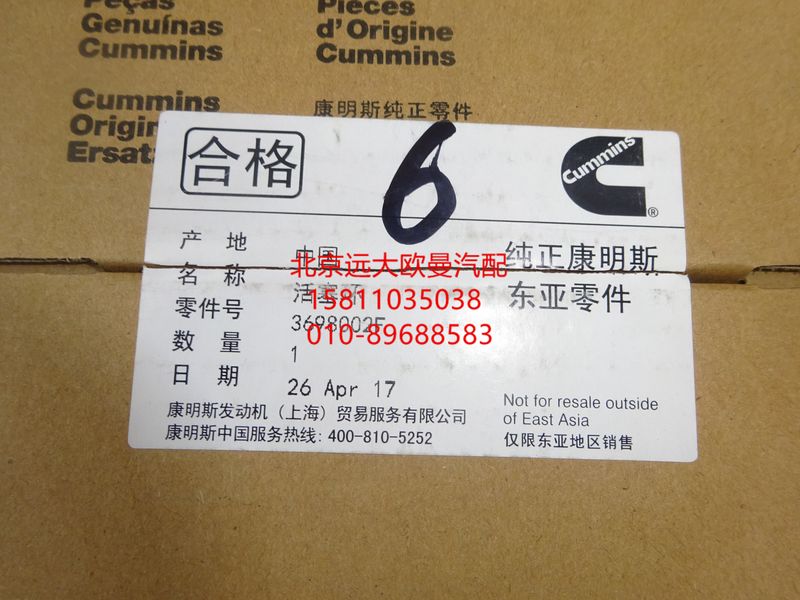 Peças
Genuínas
Cummins
Pièces
d'Origine
Cummins
Cummins
康明斯纯正零件
合格
6
Cummins
®
产地 中国
纯正康明斯
北京远大欧曼汽配
名称 活塞环
东亚零件
15811035038
零件号 3698002F
010-89688583
数量 1
日期 26 Apr 17
康明斯发动机（上海）贸易服务有限公司
康明斯中国服务热线: 400-810-5252
Not for resale outside
of East Asia
仅限东亚地区销售